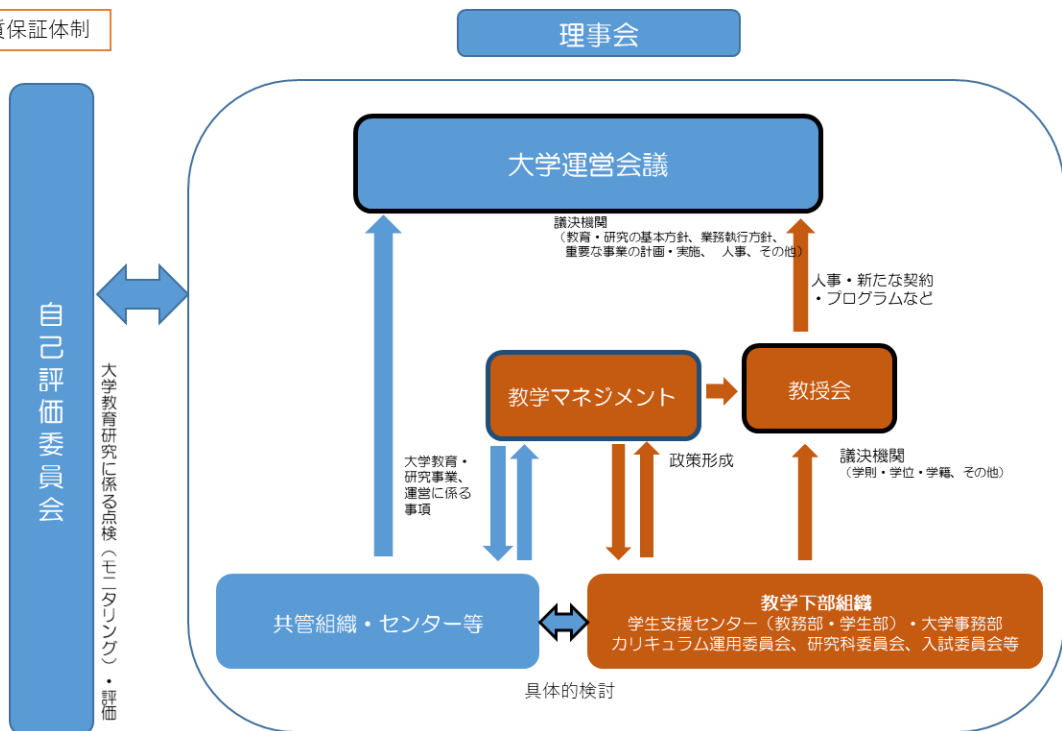 質保証体制
理事会
大学運営会議
議決機関
(教育・研究の基本方針、業務執行方針、
重要な事業の計画・実施、 人事、その他)
人事・新たな契約
・プログラムなど
自己評価委員会
大学教育研究に係る点検(モニタリング)・評価
教学マネジメント
教授会
大学教育・
研究事業、
運営に係る
事項
政策形成
議決機関
(学則・学位・学籍、その他)
共管組織・センター等
教学下部組織
学生支援センター(教務部・学生部)・大学事務部
カリキュラム運用委員会、研究科委員会、入試委員会等
具体的検討